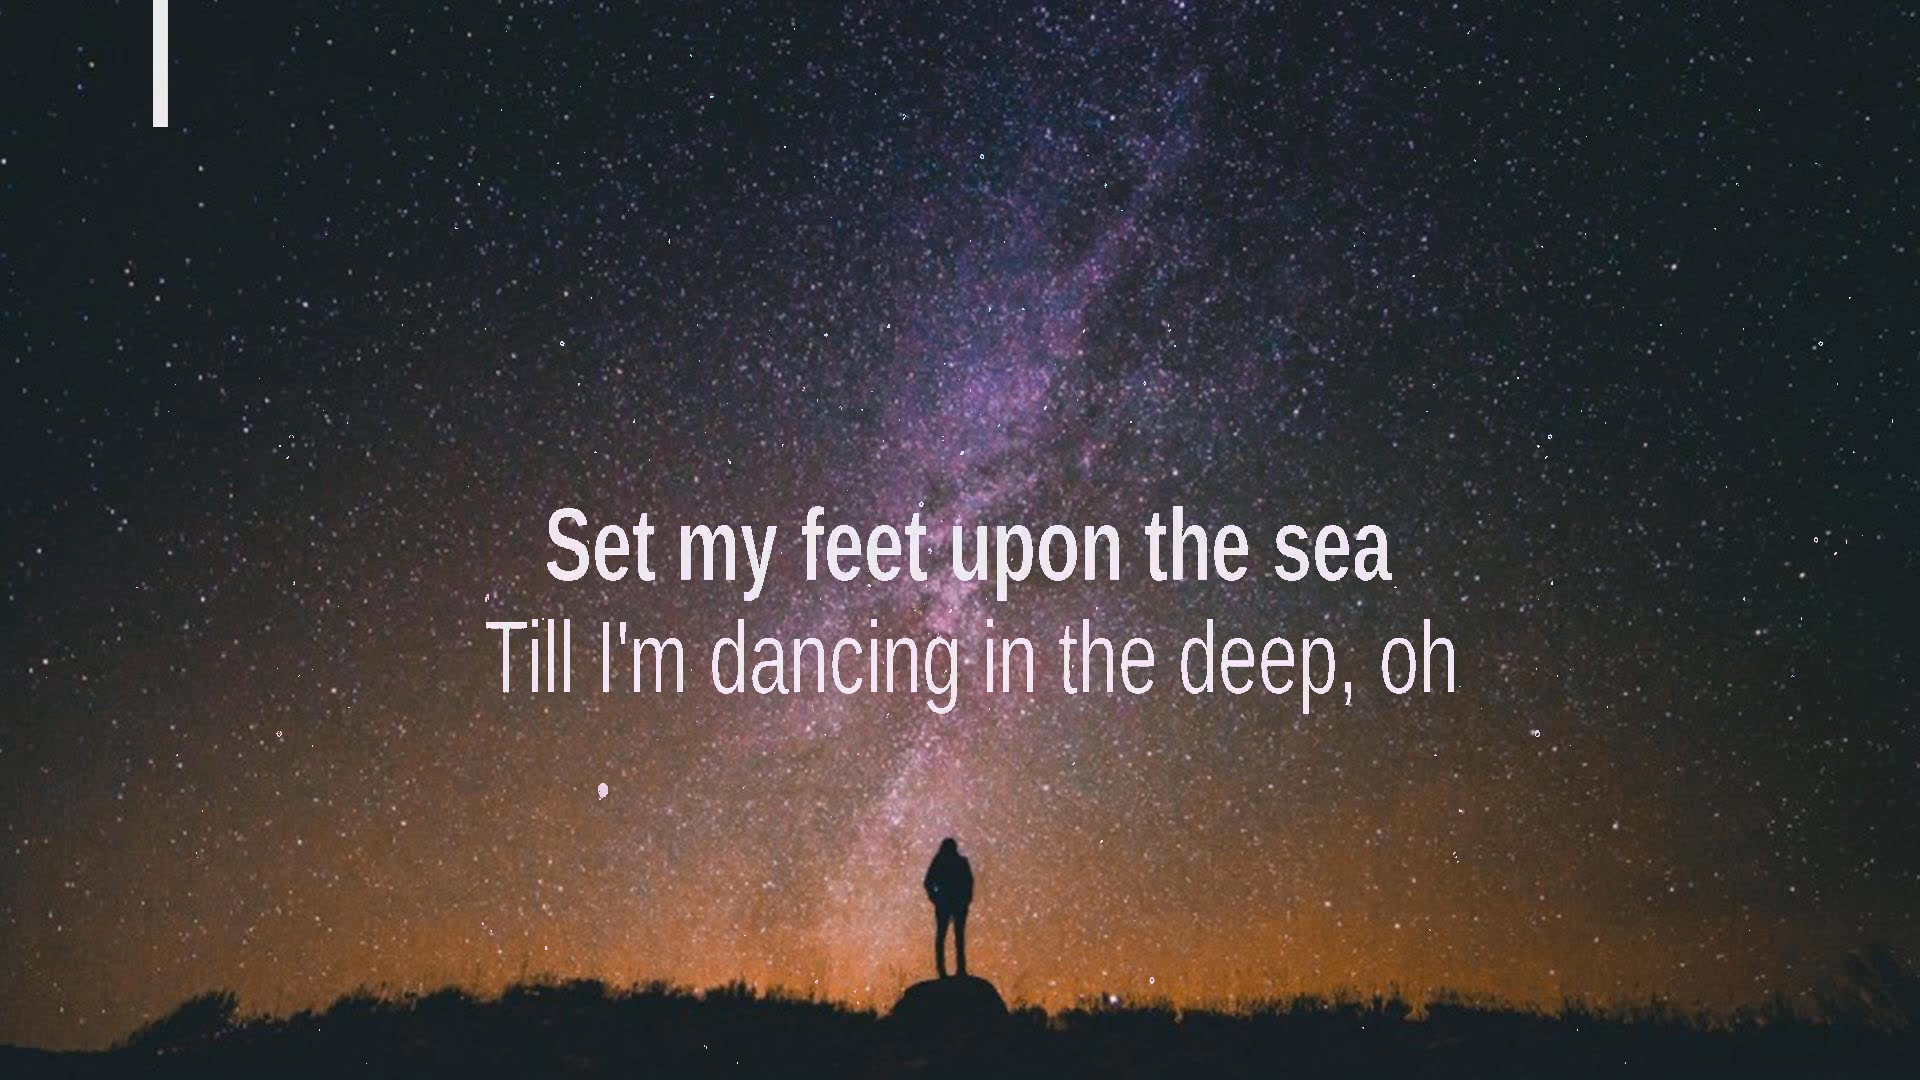 Set my feet upon the sea
Till I'm dancing in the deep, oh